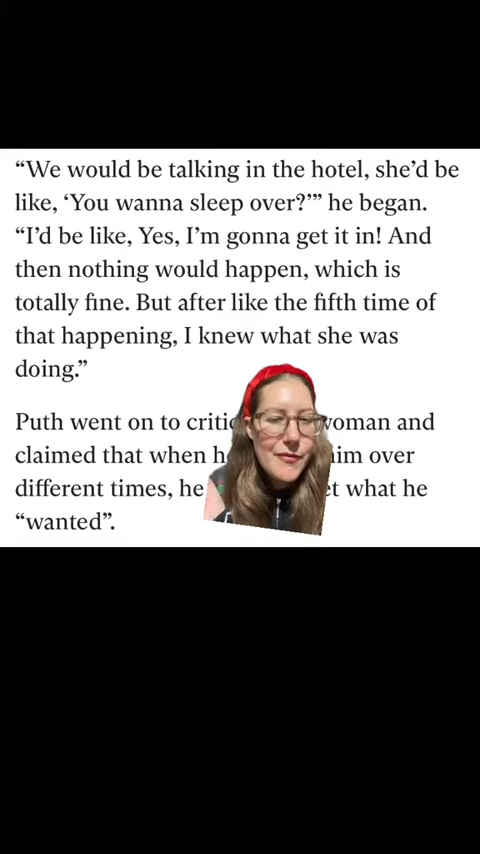 “We would be talking in the hotel, she’d be
like, ‘You wanna sleep over?’” he began.
“I’d be like, Yes, I’m gonna get it in! And
then nothing would happen, which is
totally fine. But after like the fifth time of
that happening, I knew what she was
doing.”
Puth went on to woman and
claimed that when him over
different times, he what he
“wanted”.